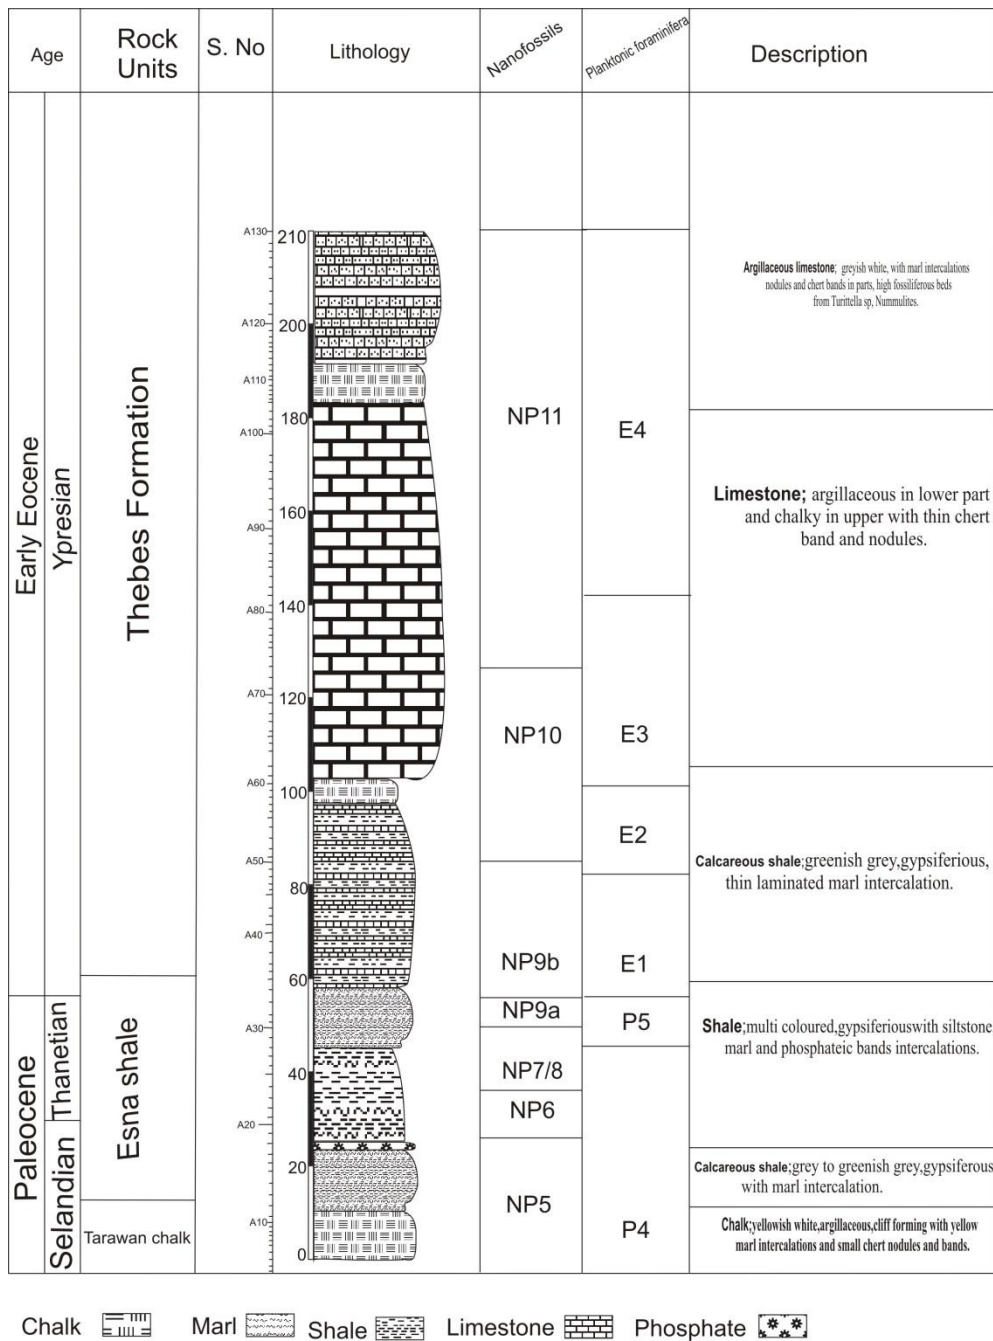 Age
Rock
Units
S. No
Lithology
Nanofossils
Planktonic foraminifera
Description
Early Eocene
Ypresian
Paleocene
Thanetian
Selandian
Thebes Formation
Esna shale
Tarawan chalk
A130
A120
A110
A100
A90
A80
A70
A60
A50
A40
A30
A20
A10
210
200
180
160
140
120
100
80
60
40
20
0
NP11
NP10
NP9b
NP9a
NP7/8
NP6
NP5
E4
E3
E2
E1
P5
P4
Argillaceous limestone; greyish white, with marl intercalations
nodules and chert bands in parts, high fossiliferous beds
from Turittella sp, Nummulites.
Limestone; argillaceous in lower part
and chalky in upper with thin chert
band and nodules.
Calcareous shale;greenish grey,gypsiferious,
thin laminated marl intercalation.
Shale;multi coloured,gypsiferiouswith siltstone
marl and phosphateic bands intercalations.
Calcareous shale;grey to greenish grey,gypsiferous
with marl intercalation.
Chalk;yellowish white,argillaceous,cliff forming with yellow
marl intercalations and small chert nodules and bands.
Chalk Marl Shale Limestone Phosphate